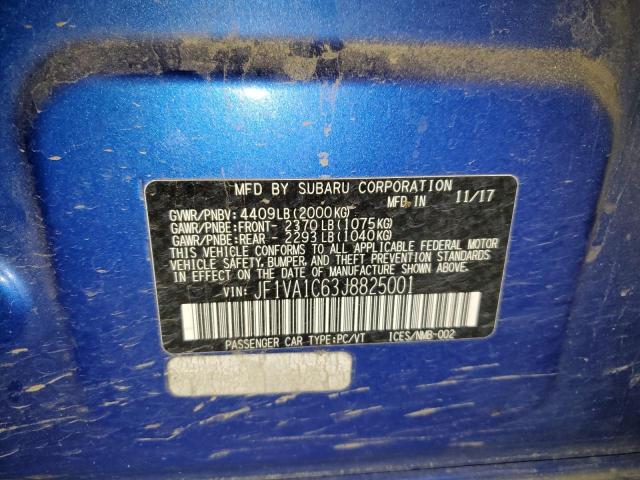 MFD BY SUBARU CORPORATION
MFD.IN 11/17
GVWR/PNBV: 4409LB(2000KG)
GAWR/PNBE:FRONT- 2370LB(1075KG)
GAWR/PNBE:REAR - 2293LB(1040KG)
THIS VEHICLE CONFORMS TO ALL APPLICABLE FEDERAL MOTOR
VEHICLE SAFETY,BUMPER,AND THEFT PREVENTION STANDARDS
IN EFFECT ON THE DATE OF MANUFACTURE SHOWN ABOVE.
VIN: JF1VA1C63J8825001
PASSENGER CAR TYPE:PC/VT ICES/NMB-002